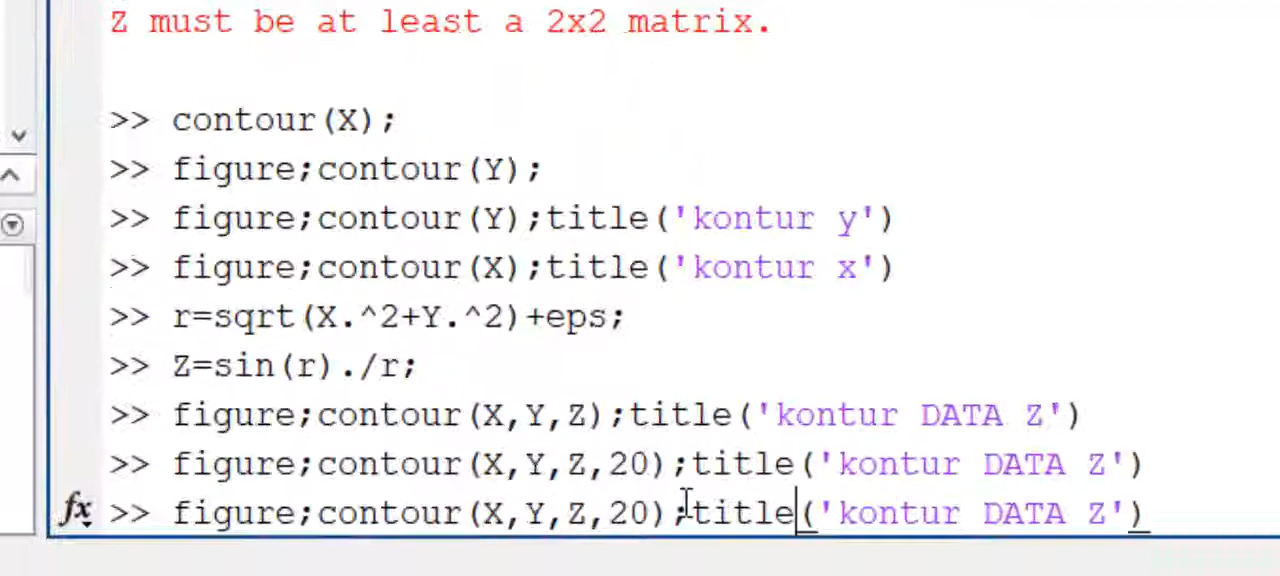 Z must be at least a 2x2 matrix.
>> contour(X);
>> figure;contour(Y);
>> figure;contour(Y);title('kontur y')
>> figure;contour(X);title('kontur x')
>> r=sqrt(X.^2+Y.^2)+eps;
>> Z=sin(r)./r;
>> figure;contour(X,Y,Z);title('kontur DATA Z')
>> figure;contour(X,Y,Z,20);title('kontur DATA Z')
fx >> figure;contour(X,Y,Z,20);title('kontur DATA Z')